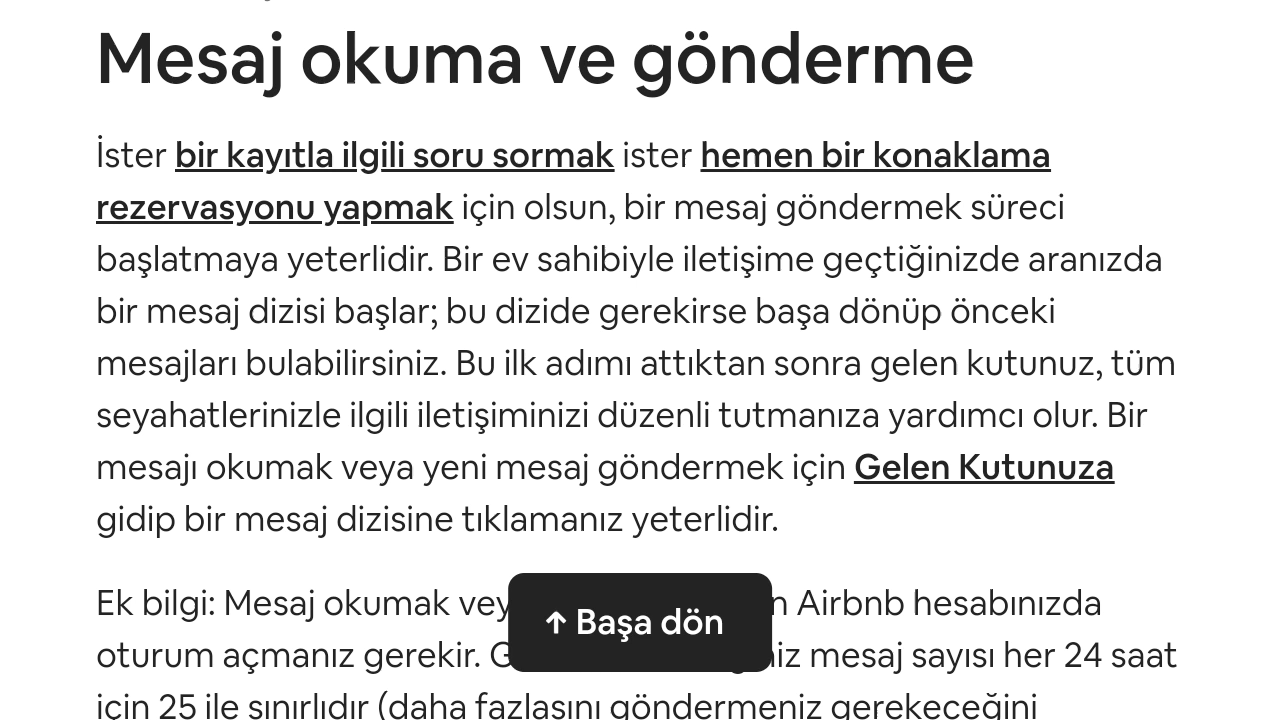 Mesaj okuma ve gönderme
İster bir kayıtla ilgili soru sormak ister hemen bir konaklama
rezervasyonu yapmak için olsun, bir mesaj göndermek süreci
başlatmaya yeterlidir. Bir ev sahibiyle iletişime geçtiğinizde aranızda
bir mesaj dizisi başlar; bu dizide gerekirse başa dönüp önceki
mesajları bulabilirsiniz. Bu ilk adımı attıktan sonra gelen kutunuz, tüm
seyahatlerinizle ilgili iletişiminizi düzenli tutmanıza yardımcı olur. Bir
mesajı okumak veya yeni mesaj göndermek için Gelen Kutunuza
gidip bir mesaj dizisine tıklamanız yeterlidir.
Ek bilgi: Mesaj okumak Airbnb hesabınızda
↑ Başa dön
oturum açmanız gerekir. mesaj sayısı her 24 saat
için 25 ile sınırlıdır (daha fazlasını göndermeniz gerekeceğini